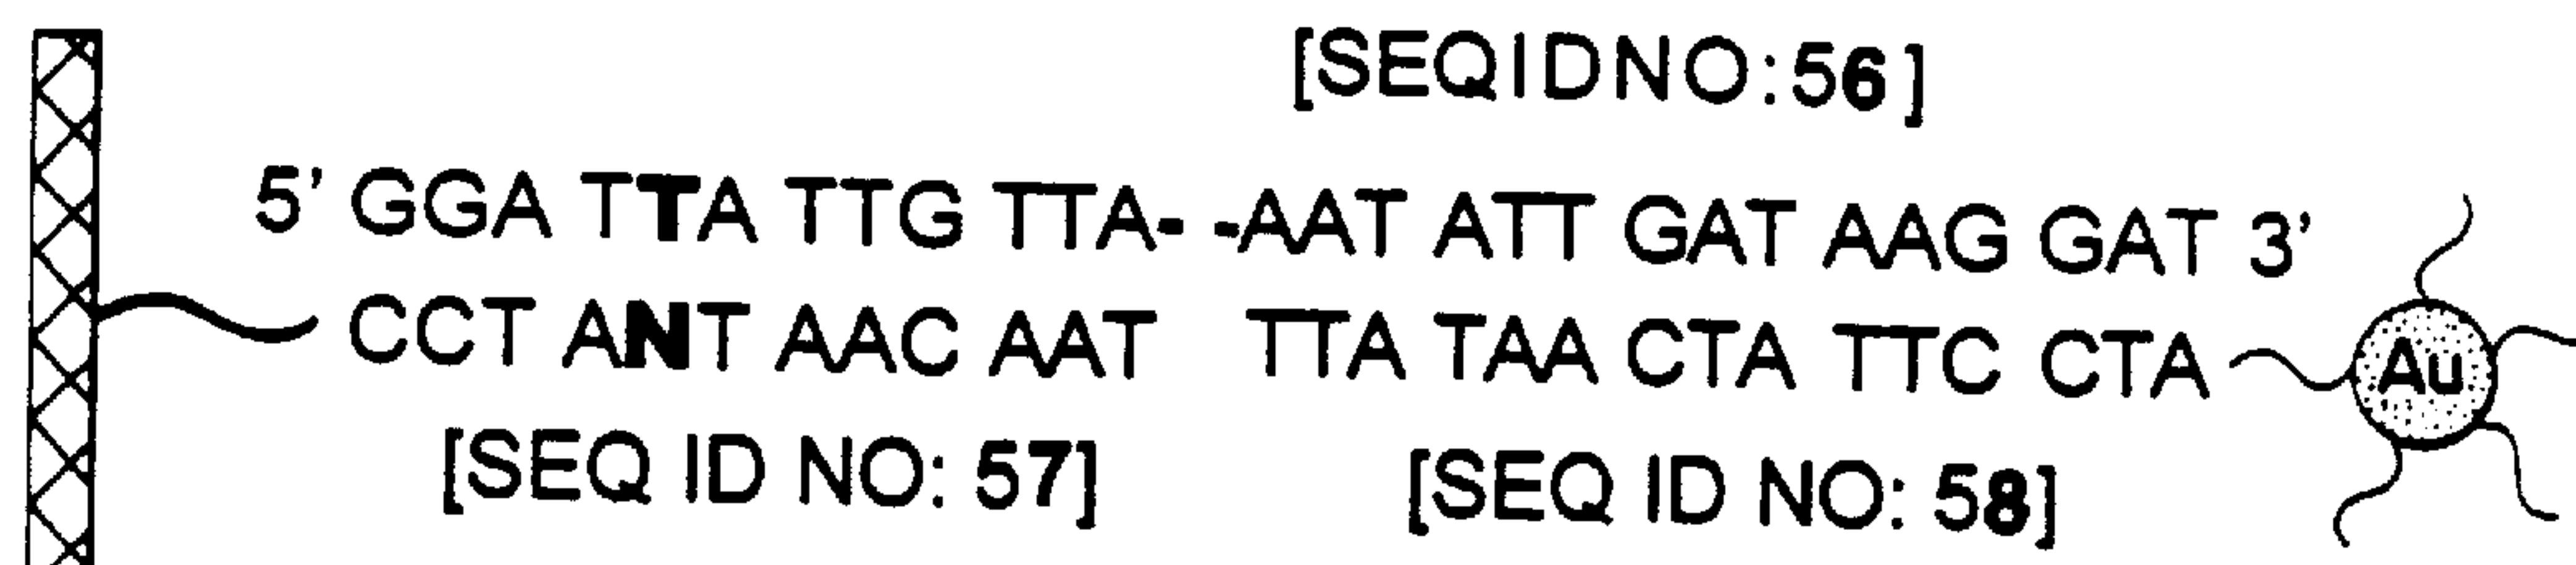 [SEQIDNO:56]
5' GGA TTA TTG TTA- -AAT ATT GAT AAG GAT 3'
CCT ANT AAC AAT TTA TAA CTA TTC CTA Au
[SEQ ID NO: 57] [SEQ ID NO: 58]